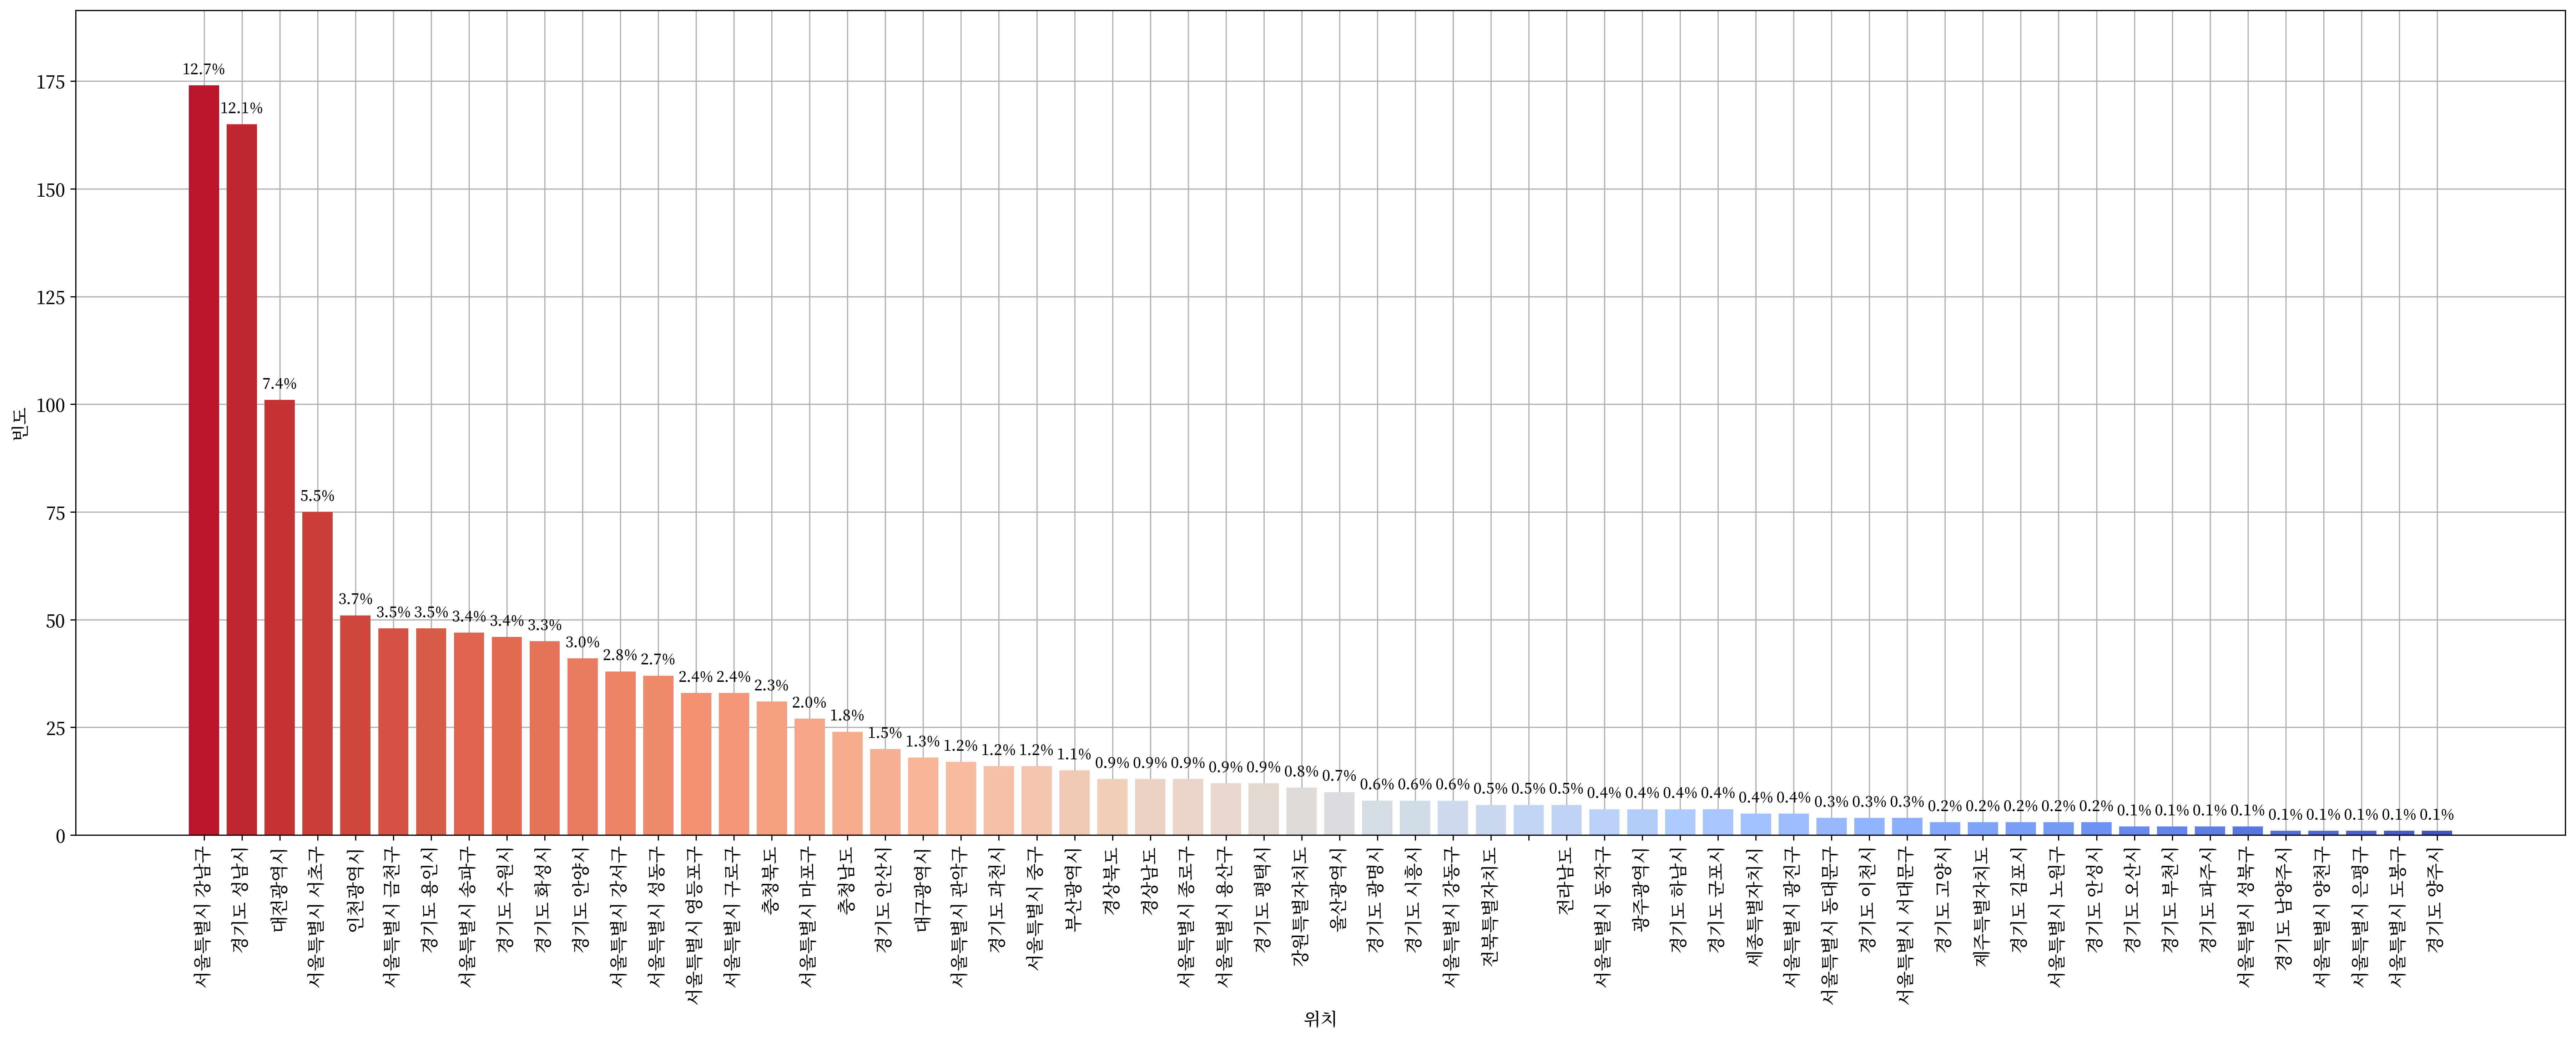 175
150
125
100
75
50
25
0
빈도
12.7%
12.1%
7.4%
5.5%
3.7%
3.5%
3.5%
3.4%
3.4%
3.3%
3.0%
2.8%
2.7%
2.4%
2.4%
2.3%
2.0%
1.8%
1.5%
1.3%
1.2%
1.2%
1.2%
1.1%
0.9%
0.9%
0.9%
0.9%
0.9%
0.8%
0.7%
0.6%
0.6%
0.6%
0.5%
0.5%
0.5%
0.4%
0.4%
0.4%
0.4%
0.4%
0.4%
0.3%
0.3%
0.3%
0.2%
0.2%
0.2%
0.2%
0.2%
0.1%
0.1%
0.1%
0.1%
0.1%
0.1%
0.1%
0.1%
0.1%
서울특별시 강남구
경기도 성남시
대전광역시
서울특별시 서초구
인천광역시
서울특별시 금천구
경기도 용인시
서울특별시 송파구
경기도 수원시
경기도 화성시
경기도 안양시
서울특별시 강서구
서울특별시 성동구
서울특별시 영등포구
서울특별시 구로구
충청북도
서울특별시 마포구
충청남도
경기도 안산시
대구광역시
서울특별시 관악구
경기도 과천시
서울특별시 중구
부산광역시
경상북도
경상남도
서울특별시 종로구
서울특별시 용산구
경기도 평택시
강원특별자치도
울산광역시
경기도 광명시
경기도 시흥시
서울특별시 강동구
전북특별자치도
전라남도
서울특별시 동작구
광주광역시
경기도 하남시
경기도 군포시
세종특별자치시
서울특별시 광진구
서울특별시 동대문구
경기도 이천시
서울특별시 서대문구
경기도 고양시
제주특별자치도
경기도 김포시
서울특별시 노원구
경기도 안성시
경기도 오산시
경기도 부천시
경기도 파주시
서울특별시 성북구
경기도 남양주시
서울특별시 양천구
서울특별시 은평구
서울특별시 도봉구
경기도 양주시
위치